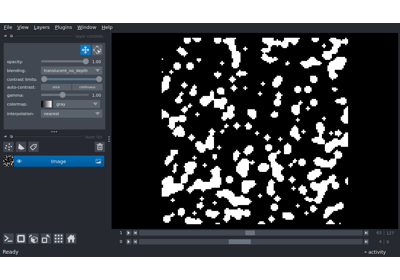 File View Layers Plugins Window Help
opacity: 1.00
blending: translucent_no_depth
contrast limits:
auto-contrast: once continuous
gamma: 1.00
colormap: gray
interpolation: nearest
Image
1
0
Ready
activity